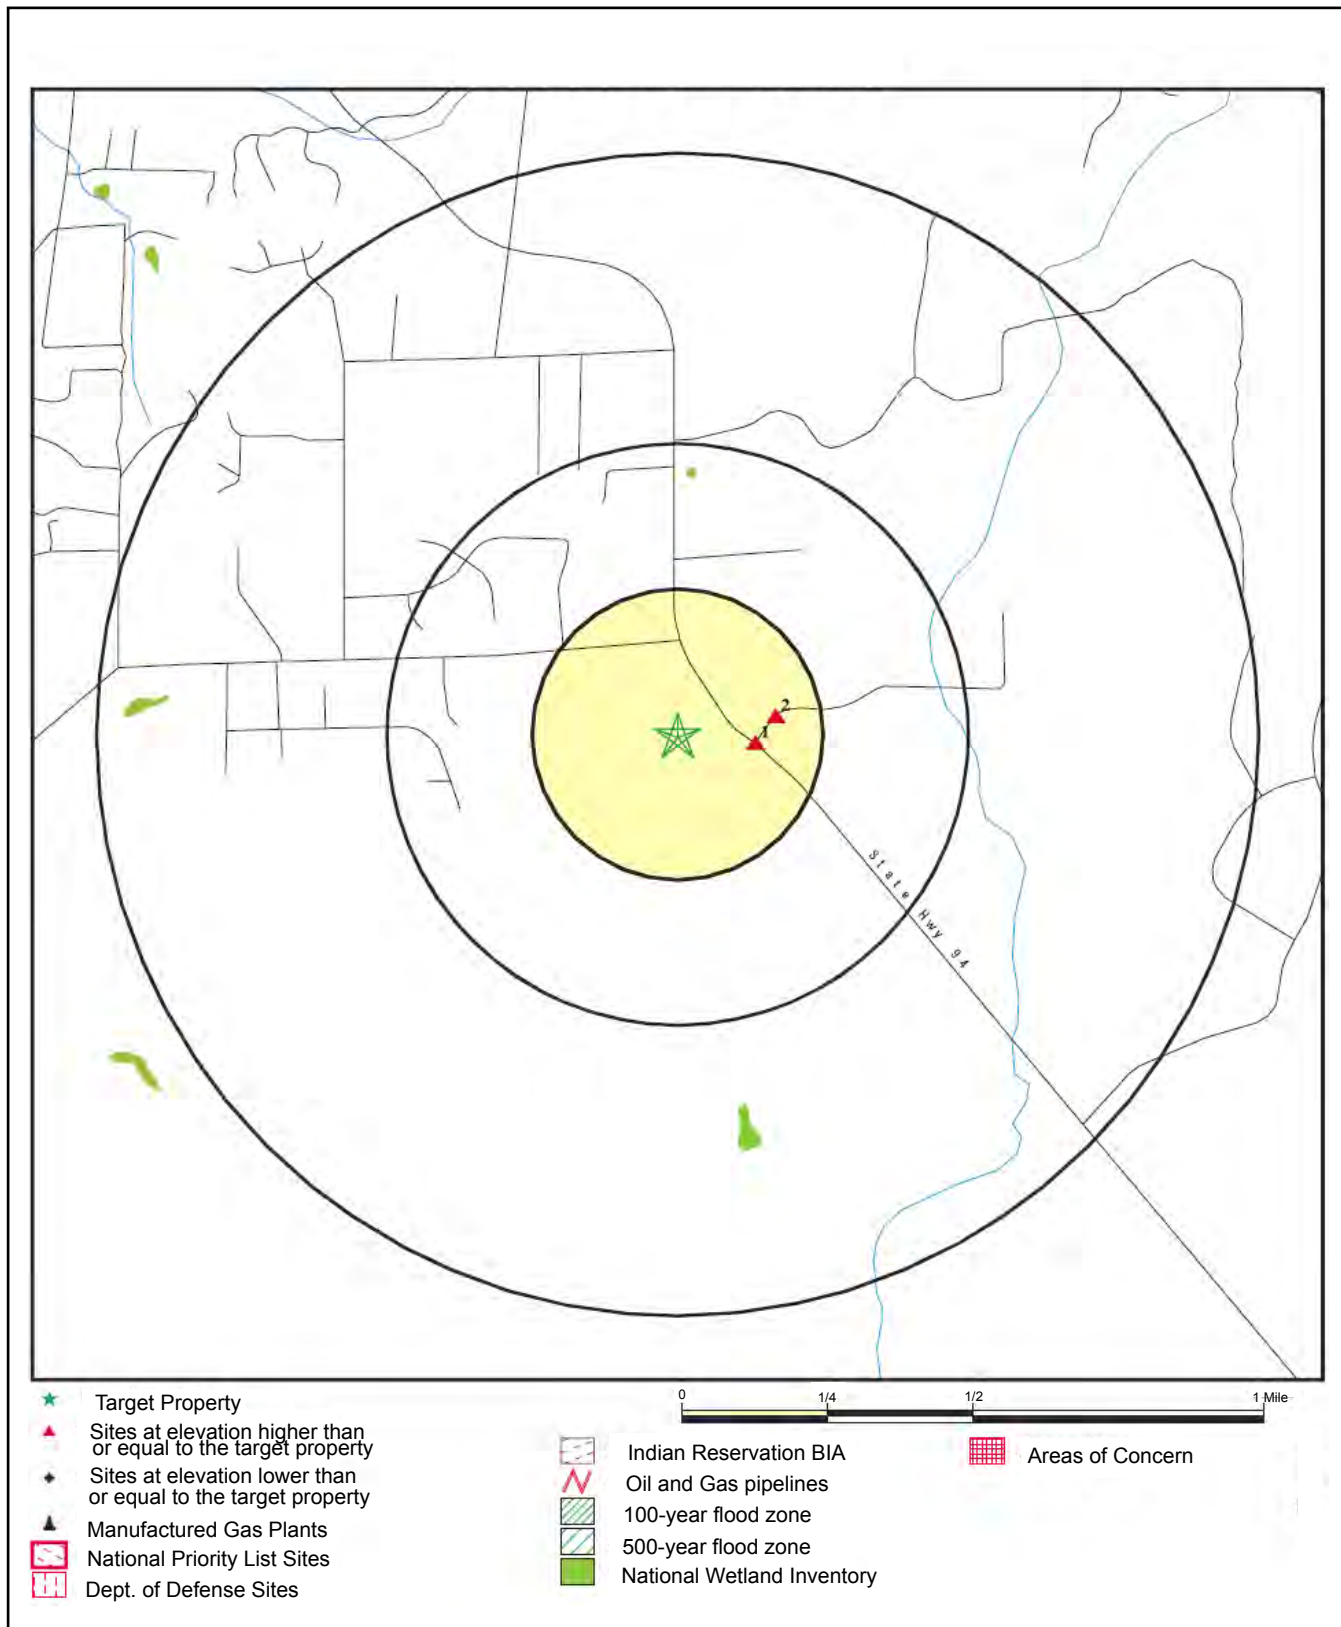 2
1
State Hwy 94
0 1/4 1/2 1 Mile
Target Property
Sites at elevation higher than
or equal to the target property
Sites at elevation lower than
or equal to the target property
Manufactured Gas Plants
National Priority List Sites
Dept. of Defense Sites
Indian Reservation BIA
Oil and Gas pipelines
100-year flood zone
500-year flood zone
National Wetland Inventory
Areas of Concern